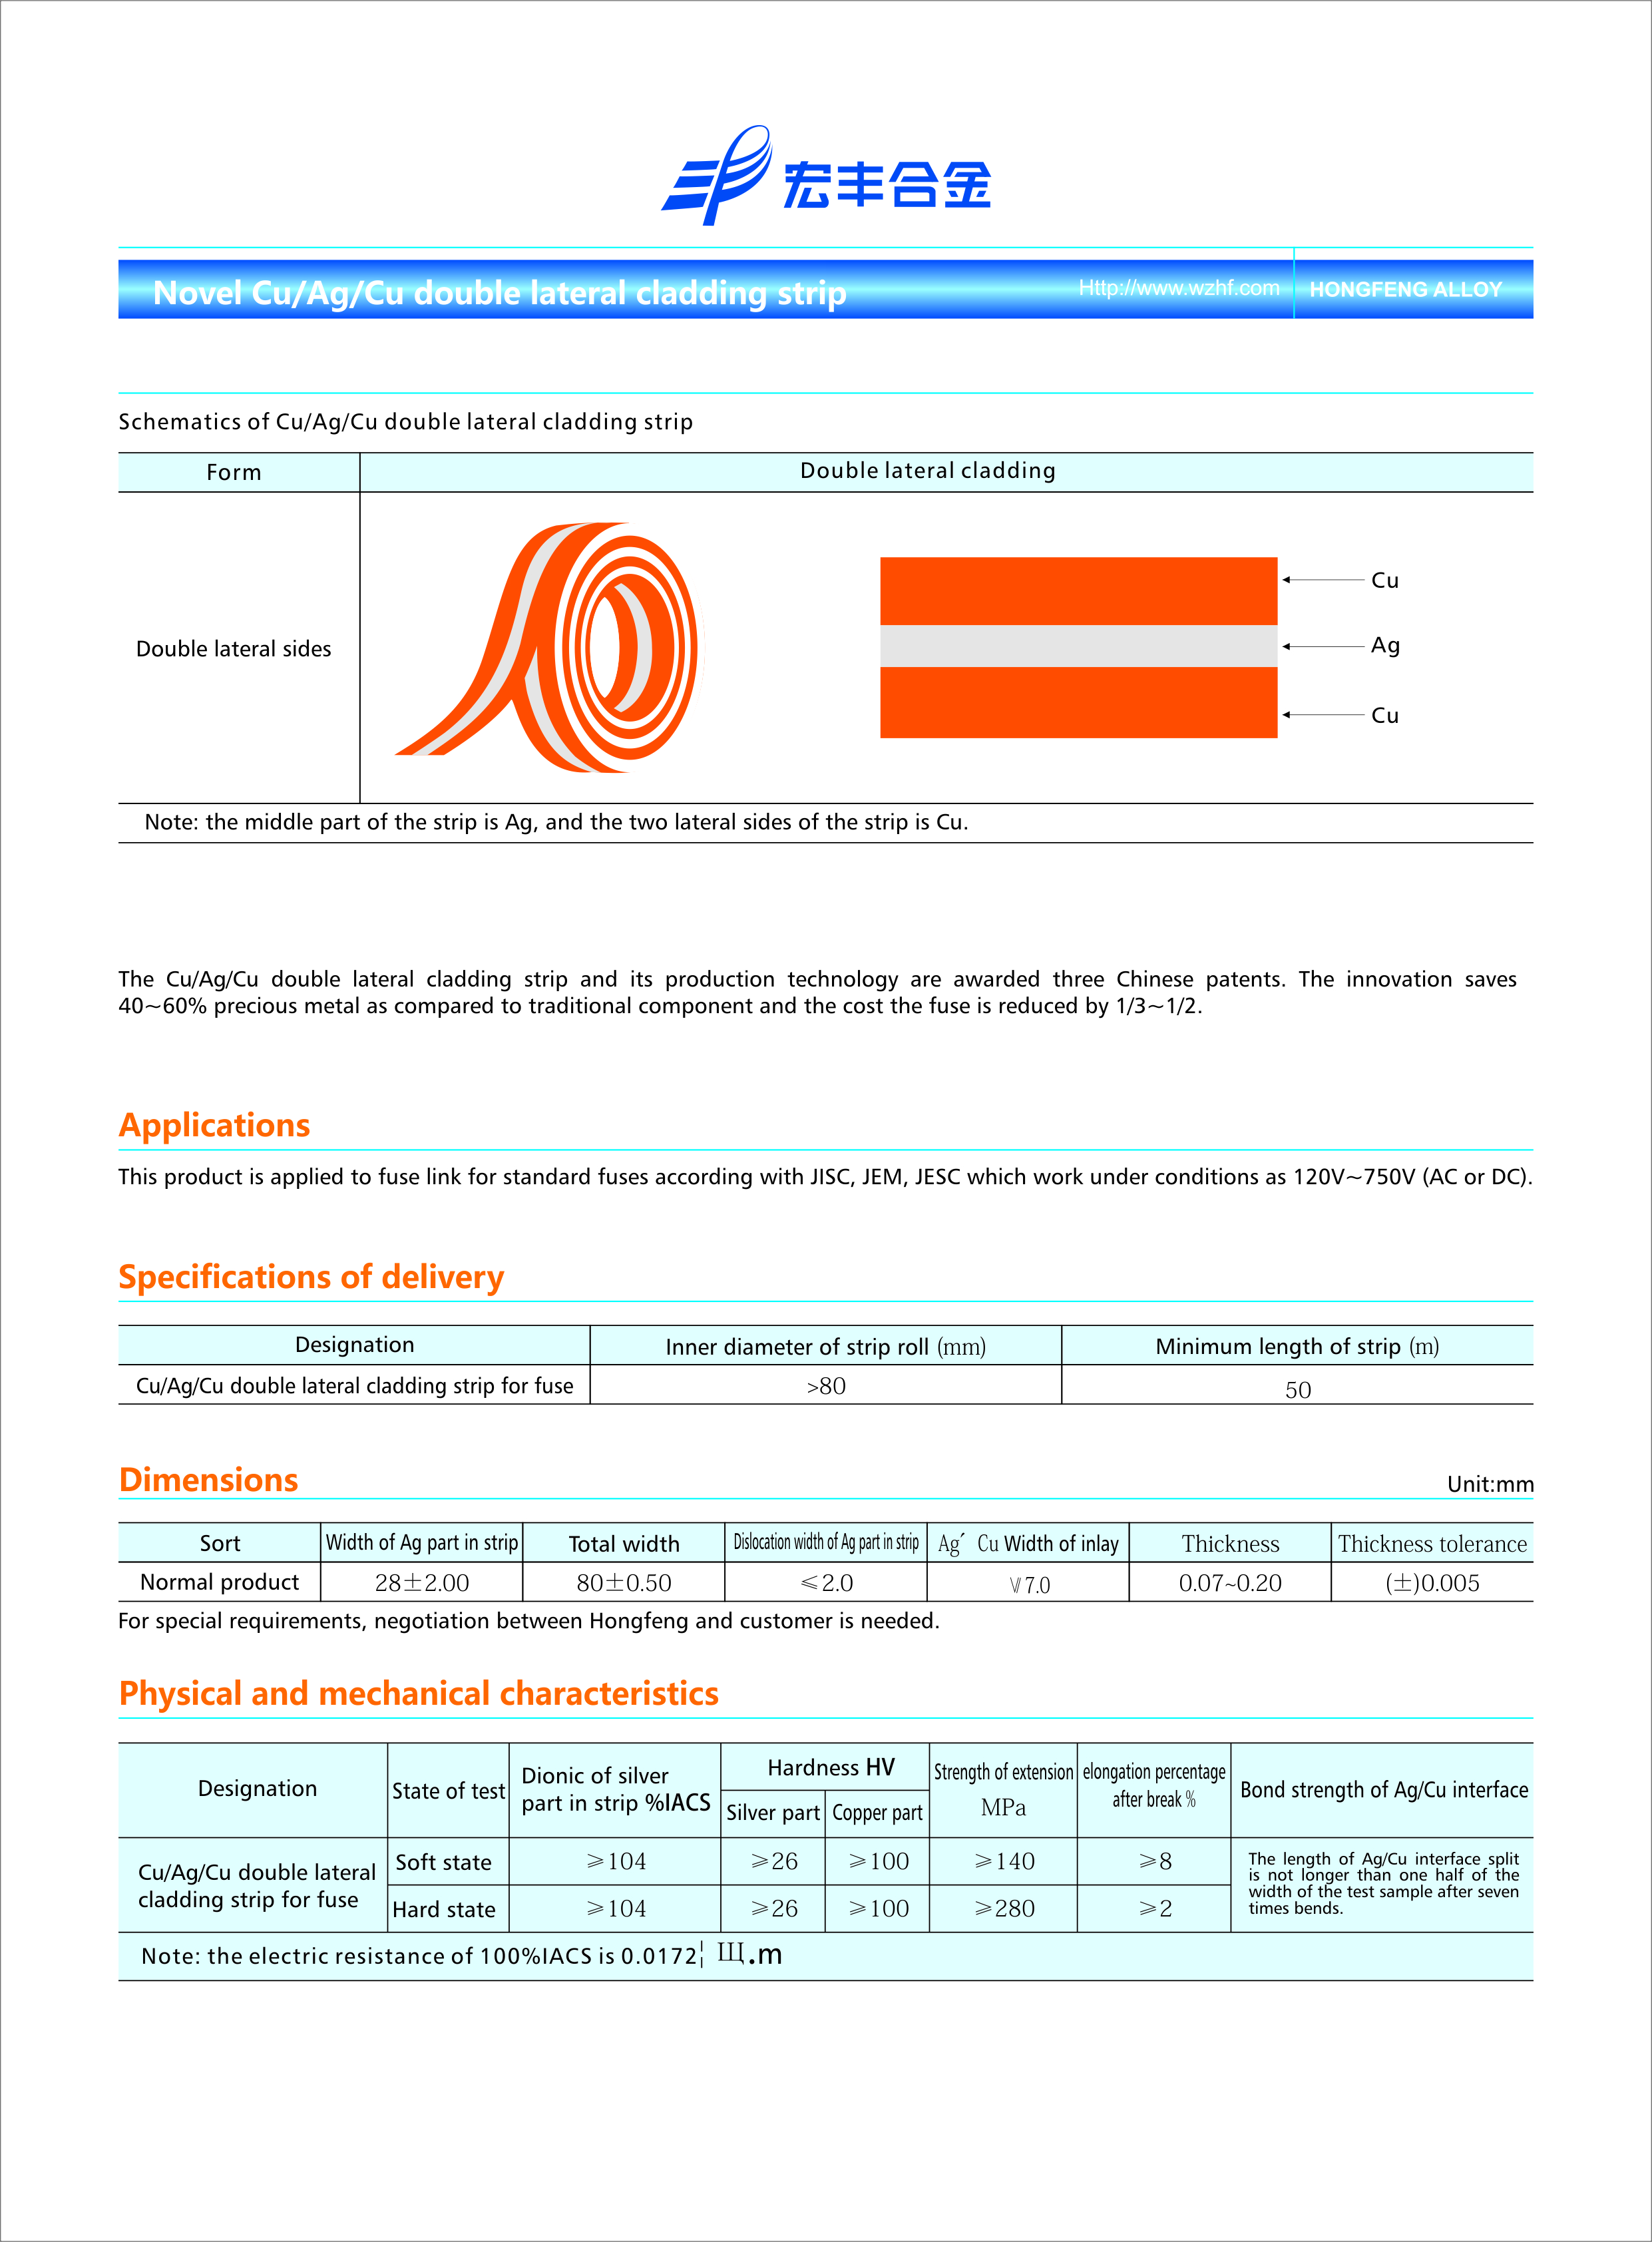 宏丰合金
Novel Cu/Ag/Cu double lateral cladding strip Http://www.wzhf.com HONGFENG ALLOY
Schematics of Cu/Ag/Cu double lateral cladding strip
Form Double lateral cladding
Cu
Double lateral sides Ag
Cu
Note: the middle part of the strip is Ag, and the two lateral sides of the strip is Cu.
The Cu/Ag/Cu double lateral cladding strip and its production technology are awarded three Chinese patents. The innovation saves
40~60% precious metal as compared to traditional component and the cost the fuse is reduced by 1/3~1/2.
Applications
This product is applied to fuse link for standard fuses according with JISC, JEM, JESC which work under conditions as 120V~750V (AC or DC).
Specifications of delivery
Designation Inner diameter of strip roll (mm) Minimum length of strip (m)
Cu/Ag/Cu double lateral cladding strip for fuse >80 50
Dimensions Unit:mm
Sort Width of Ag part in strip Total width Dislocation width of Ag part in strip Ag´ Cu Width of inlay Thickness Thickness tolerance
Normal product 28±2.00 80±0.50 ⩽2.0 ⩾7.0 0.07~0.20 (±)0.005
For special requirements, negotiation between Hongfeng and customer is needed.
Physical and mechanical characteristics
Designation State of test Dionic of silver part in strip %IACS Hardness HV Strength of extension MPa elongation percentage after break % Bond strength of Ag/Cu interface
Silver part Copper part
Cu/Ag/Cu double lateral cladding strip for fuse Soft state ⩾104 ⩾26 ⩾100 ⩾140 ⩾8 The length of Ag/Cu interface split
is not longer than one half of the
width of the test sample after seven
times bends.
Hard state ⩾104 ⩾26 ⩾100 ⩾280 ⩾2
Note: the electric resistance of 100%IACS is 0.0172¦ Щ.m